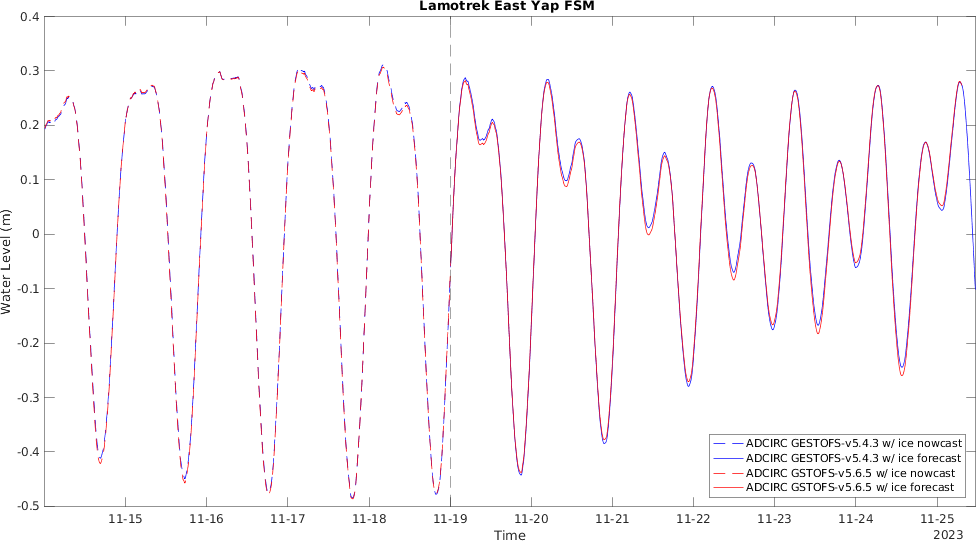 Lamotrek East Yap FSM
0.4
0.3
0.2
0.1
0
-0.1
-0.2
-0.3
-0.4
-0.5
Water Level (m)
ADCIRC GESTOFS-v5.4.3 w/ ice nowcast
ADCIRC GESTOFS-v5.4.3 w/ ice forecast
ADCIRC GSTOFS-v5.6.5 w/ ice nowcast
ADCIRC GSTOFS-v5.6.5 w/ ice forecast
11-15 11-16 11-17 11-18 11-19 11-20 11-21 11-22 11-23 11-24 11-25
Time 2023